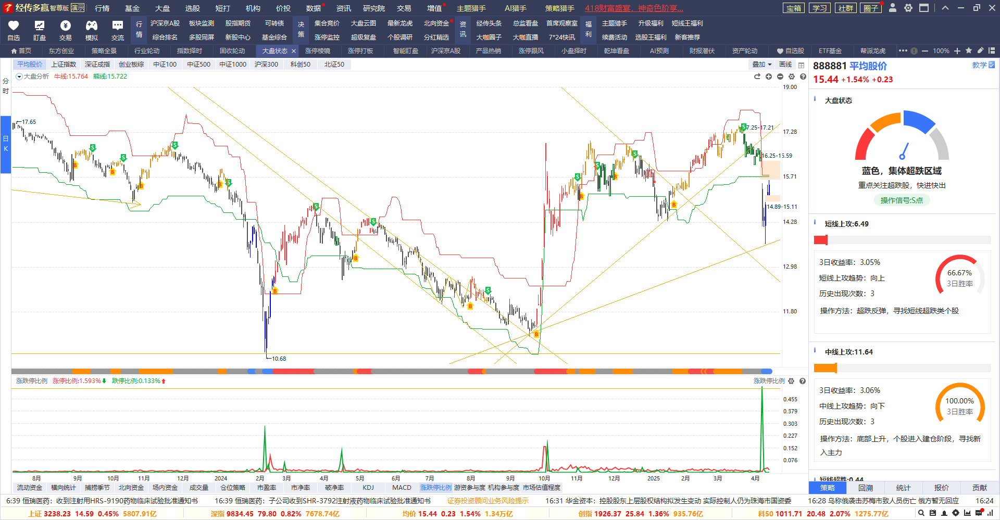 经传多赢 智尊版 演示 行情 基金 大盘 选股 短打 机构 价投 数据 资讯 研究院 交易 增值 主题猎手 AI猎手 策略猎手 418财富盛宴，神奇色阶享... 宝箱 学习 社群 圈子
自选 盯盘 交易 模拟 交流
行情 沪深京A股 板块监测 股指期货 可转债 决策 集合竞价 大盘云图 最新龙虎 北向资金 资讯 经传头条 总监看盘 首席观察室 福利 主题猎手 升级福利 短线王福利
综合排名 多股同屏 新股中心 基金综合 涨停监控 超级复盘 个股调研 分红精选 大咖圈子 大咖直播 7*24快讯 续费活动 选股王福利 新客推荐
首页 东方创业 策略全景 行业轮动 指数择时 国收轮动 大盘状态 涨停棱镜 涨停打板 智能盯盘 沪深京A股 产品热销 涨停跟风 小盘择时 乾坤看盘 AI预测 财报潜伏 资产轮动 自选股 ETF基金 帮派龙虎 100%
分时
日K
平均股价 上证指数 深证成指 创业板综 中证100 中证500 中证1000 沪深300 科创50 北证50 叠加 画线
大盘分析 牛线:15.764 熊线:15.722
19.00
17.28
15.71
14.28
12.98
11.80
17.65
10.68
7.25-17.21
16.25-15.59
14.89-15.11
涨跌停比例 涨停比例:1.593% 跌停比例:0.133% 涨跌停比例
0.455
0.379
0.303
0.227
0.152
0.076
8月 9月 10月 11月 12月 2024 2月 3月 4月 5月 6月 7月 8月 9月 10月 11月 12月 2025 2月 3月 4月
流动资金 横向统计 捕捞季节 北向资金 场内资金 成交量 仓位策略 市盈率 市净率 破净率 KDJ MACD 涨跌停比例 游资参与度 机构参与度 市场估值程度
888881 平均股价 教学
15.44 +1.54% +0.23
大盘状态
蓝色，集体超跌区域
重点关注超跌股，快进快出
操作信号:S点
短线上攻:6.49
3日收益率：3.05%
短线上攻趋势：向上
历史出现次数：3
66.67%
3日胜率
操作方法：超跌反弹，寻找短线超跌类个股
中线上攻:11.64
3日收益率：3.06%
中线上攻趋势：向下
历史出现次数：3
100.00%
3日胜率
操作方法：底部上升，个股进入建仓阶段，寻找新
入主力
短线超跌:0.44
策略 回溯 统计 报价 贡献
6:39 恒瑞医药：收到注射用HRS-9190药物临床试验批准通知书 16:39 恒瑞医药：子公司收到SHR-3792注射液药物临床试验批准通知书 证券投资顾问业务风险提示 16:31 华金资本：控股股东上层股权结构拟发生变动 实际控制人仍为珠海市国资委 16:28 乌称俄袭击苏梅市致人员伤亡 俄方暂无回应 16:24
上证 3238.23 14.59 0.45% 5807.91亿 深指 9834.45 79.80 0.82% 7678.74亿 均价 15.44 0.23 1.54% 1.34万亿 创指 1926.37 25.84 1.36% 935.76亿 科50 1011.71 20.48 2.07% 1275.77亿